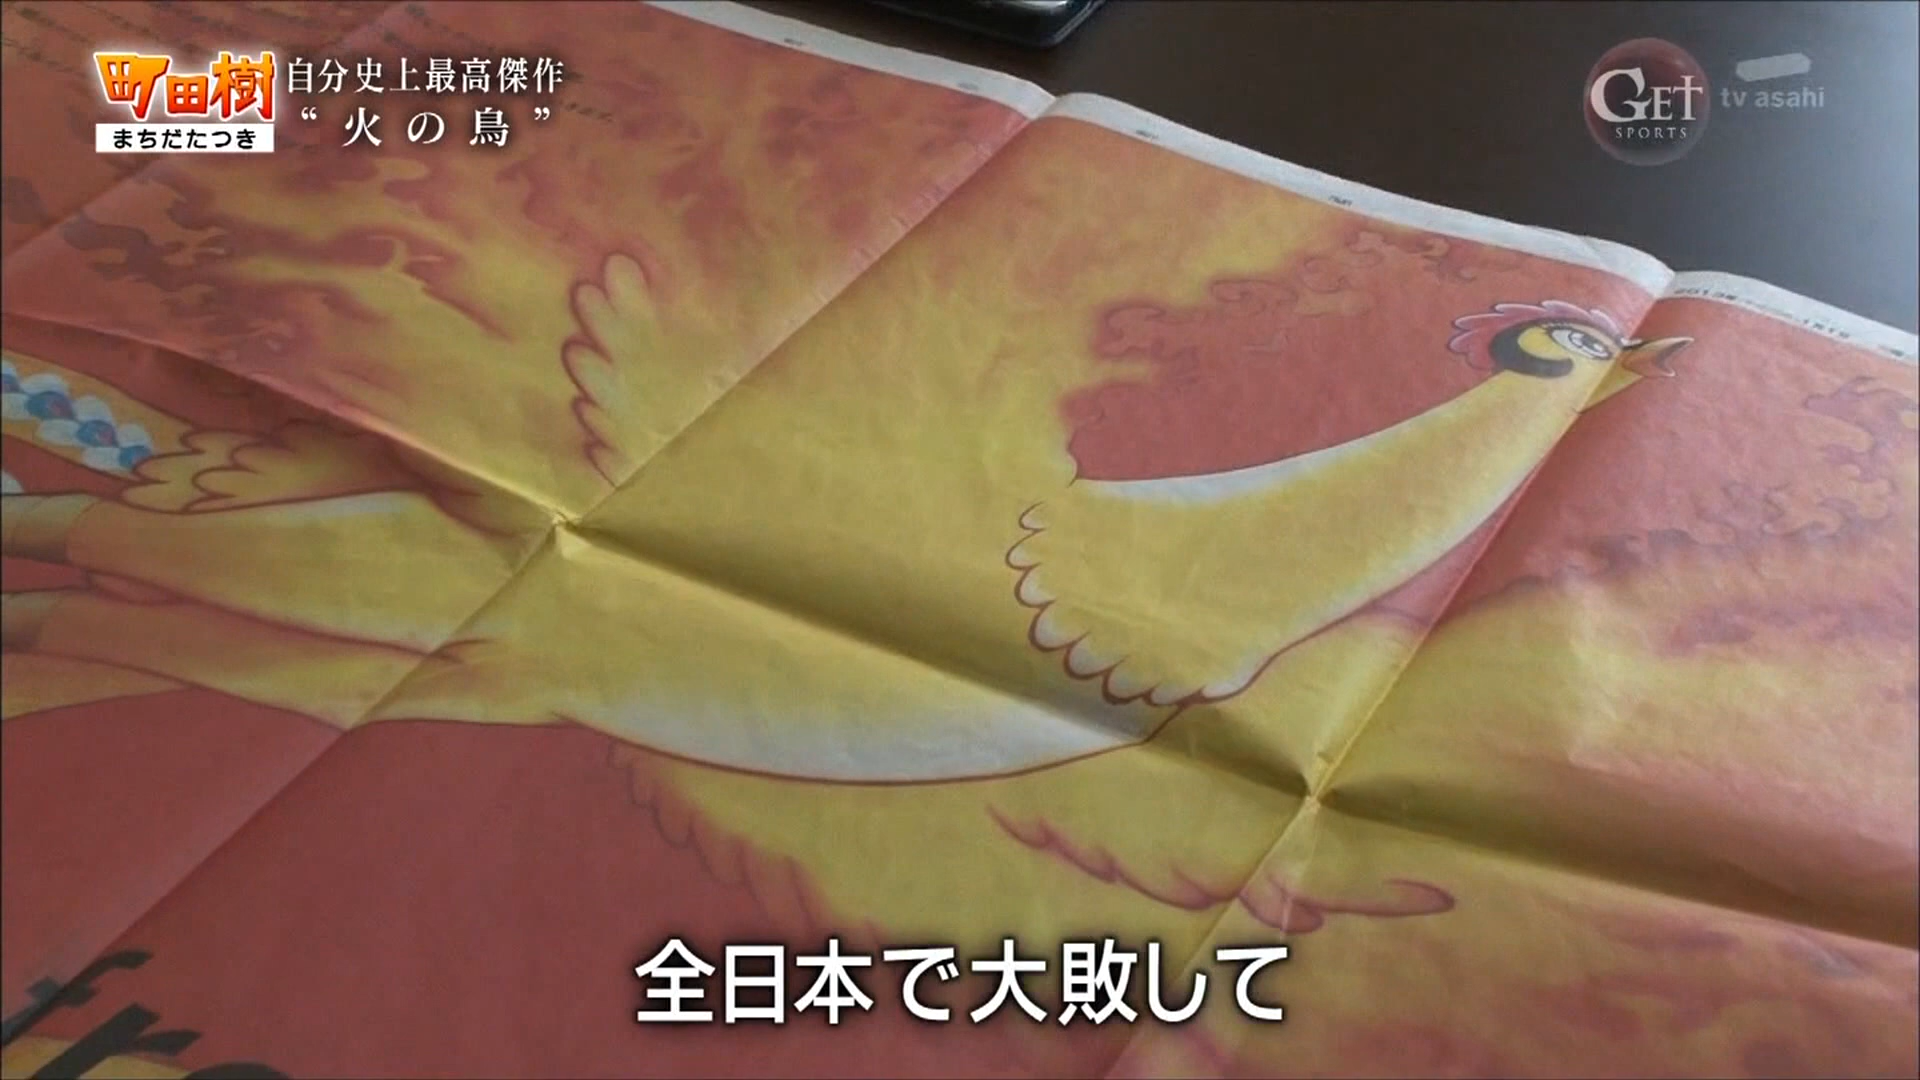 町田樹
まちだたつき
自分史上最高傑作
“火の鳥”
GET
SPORTS
tv asahi
全日本で大敗して